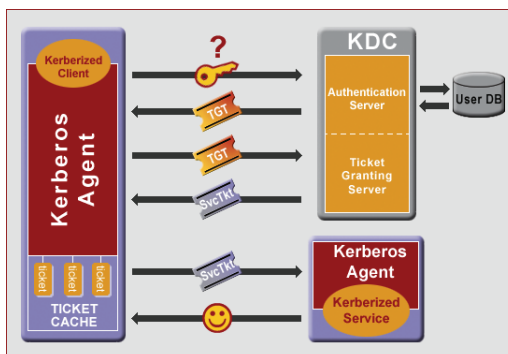 Kerberized
Client
Kerberos
Agent
ticket
ticket
ticket
TICKET
CACHE
?
TGT
TGT
SvcTkt
SvcTkt
KDC
Authentication
Server
Ticket
Granting
Server
User DB
Kerberos
Agent
Kerberized
Service